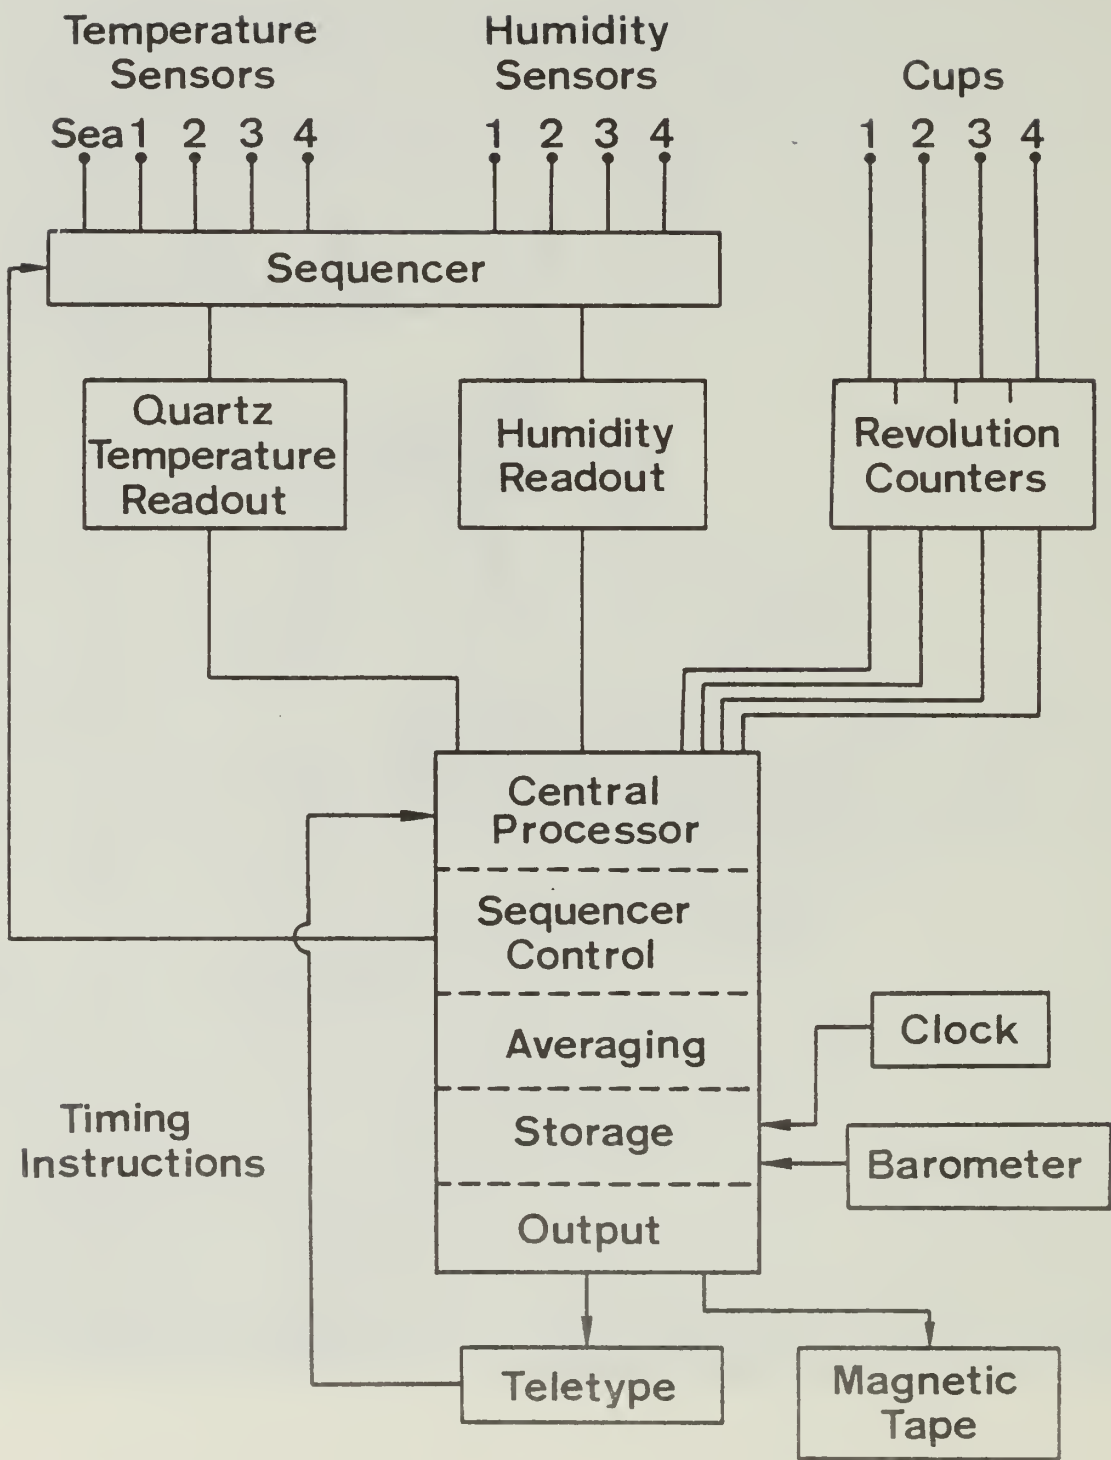 Temperature
Sensors
Humidity
Sensors
Cups
Sea 1 2 3 4
1 2 3 4
1 2 3 4
Sequencer
Quartz
Temperature
Readout
Humidity
Readout
Revolution
Counters
Central
Processor
Sequencer
Control
Averaging
Clock
Timing
Instructions
Storage
Barometer
Output
Teletype
Magnetic
Tape